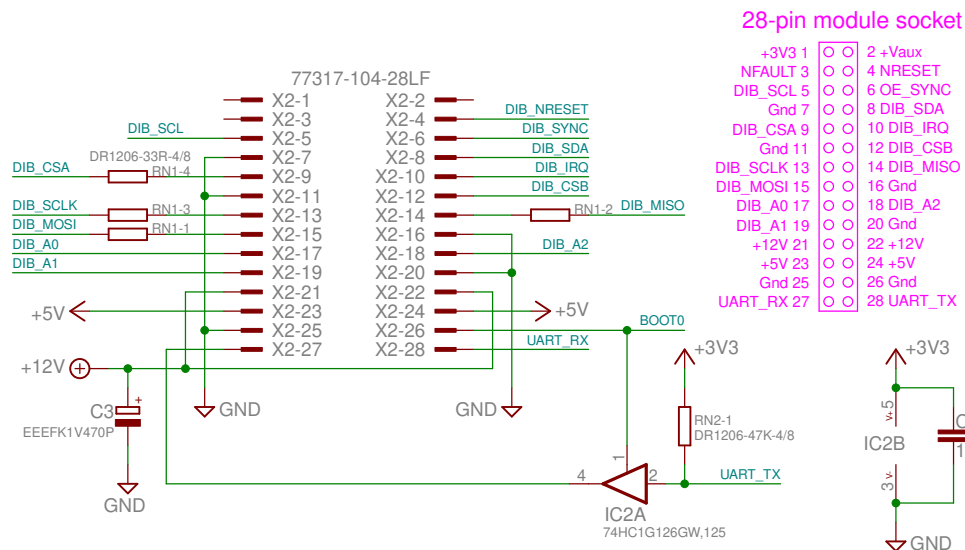 28-pin module socket
+3V3 1 2 +Vaux
NFAULT 3 4 NRESET
DIB_SCL 5 6 OE_SYNC
Gnd 7 8 DIB_SDA
DIB_CSA 9 10 DIB_IRQ
Gnd 11 12 DIB_CSB
DIB_SCLK 13 14 DIB_MISO
DIB_MOSI 15 16 Gnd
DIB_A0 17 18 DIB_A2
DIB_A1 19 20 Gnd
+12V 21 22 +12V
+5V 23 24 +5V
Gnd 25 26 Gnd
UART_RX 27 28 UART_TX
77317-104-28LF
X2-1 X2-2
X2-3 X2-4 DIB_NRESET
DIB_SCL X2-5 X2-6 DIB_SYNC
X2-7 X2-8 DIB_SDA
DR1206-33R-4/8
DIB_CSA RN1-4 X2-9 X2-10 DIB_IRQ
X2-11 X2-12 DIB_CSB
DIB_SCLK RN1-3 X2-13 X2-14 RN1-2 DIB_MISO
DIB_MOSI RN1-1 X2-15 X2-16
DIB_A0 X2-17 X2-18 DIB_A2
DIB_A1 X2-19 X2-20
X2-21 X2-22
+5V X2-23 X2-24 +5V
X2-25 X2-26 BOOT0
X2-27 X2-28 UART_RX
+12V
+3V3
+3V3
C3 +
EEEFK1V470P
GND
GND
GND
RN2-1
DR1206-47K-4/8
1
4 2 UART_TX
IC2A
74HC1G126GW,125
V+ 5
IC2B
3 V-
C
1
GND